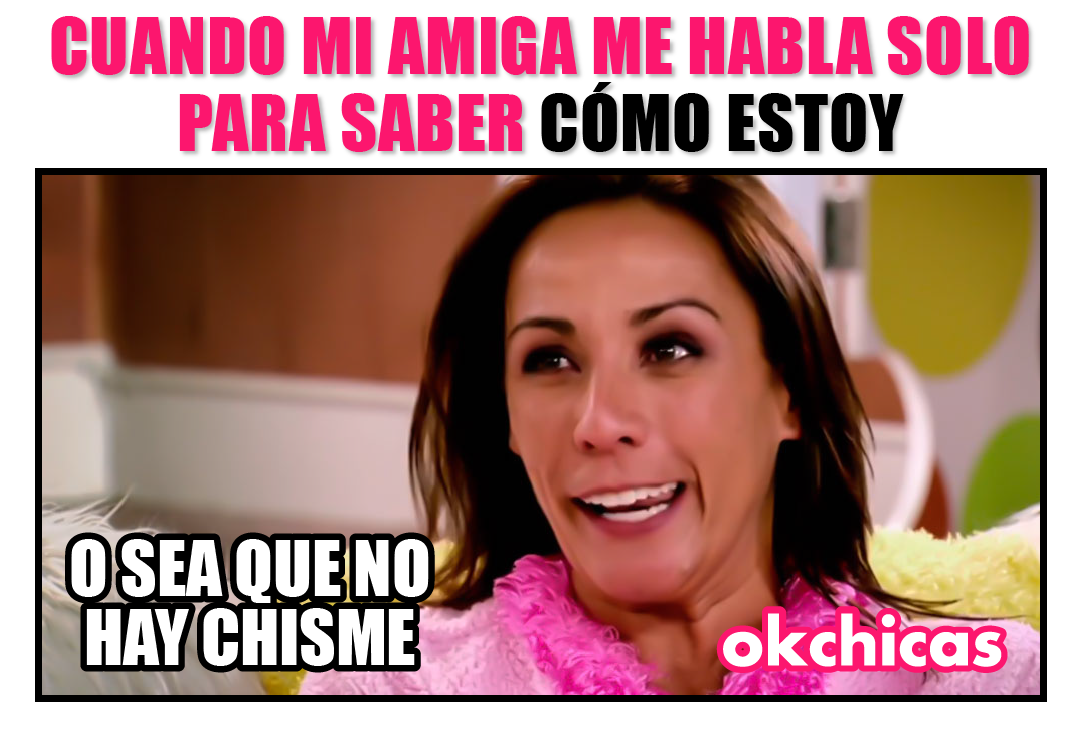 CUANDO MI AMIGA ME HABLA SOLO
PARA SABER CÓMO ESTOY
O SEA QUE NO
HAY CHISME
okchicas